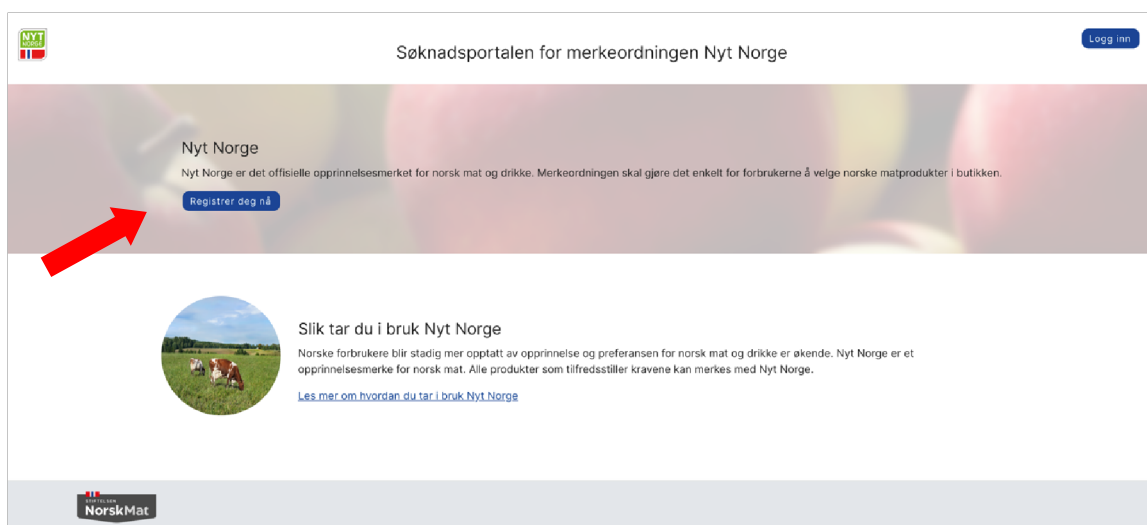 NYT
NORGE
Søknadsportalen for merkeordningen Nyt Norge
Logg inn
Nyt Norge
Nyt Norge er det offisielle opprinnelsesmerket for norsk mat og drikke. Merkeordningen skal gjøre det enkelt for forbrukerne å velge norske matprodukter i butikken.
Registrer deg nå
Slik tar du i bruk Nyt Norge
Norske forbrukere blir stadig mer opptatt av opprinnelse og preferansen for norsk mat og drikke er økende. Nyt Norge er et
opprinnelsesmerke for norsk mat. Alle produkter som tilfredsstiller kravene kan merkes med Nyt Norge.
Les mer om hvordan du tar i bruk Nyt Norge
STIFTELSEN
NorskMat